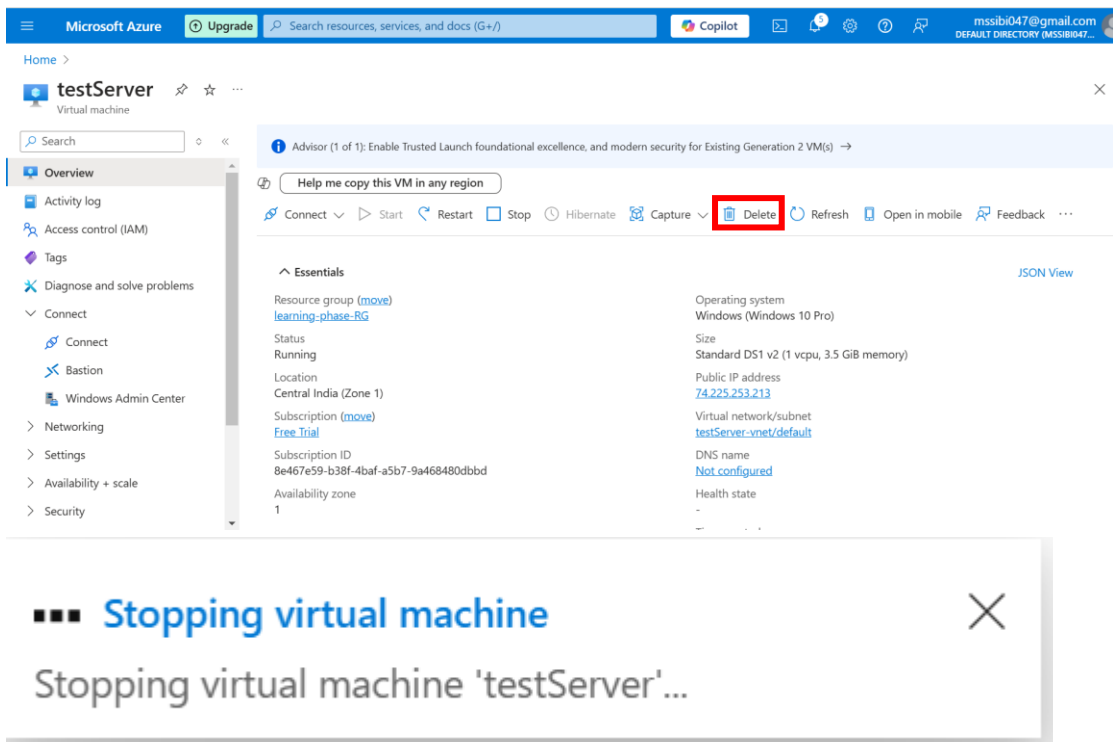 Microsoft Azure Upgrade Search resources, services, and docs (G+/) Copilot 5 mssibi047@gmail.com
DEFAULT DIRECTORY (MSSIBI047...
Home >
testServer ...
Virtual machine
Search
Overview
Activity log
Access control (IAM)
Tags
Diagnose and solve problems
Connect
Connect
Bastion
Windows Admin Center
Networking
Settings
Availability + scale
Security
Advisor (1 of 1): Enable Trusted Launch foundational excellence, and modern security for Existing Generation 2 VM(s) →
Help me copy this VM in any region
Connect Start Restart Stop Hibernate Capture Delete Refresh Open in mobile Feedback ...
Essentials JSON View
Resource group (move)
learning-phase-RG
Status
Running
Location
Central India (Zone 1)
Subscription (move)
Free Trial
Subscription ID
8e467e59-b38f-4baf-a5b7-9a468480dbbd
Availability zone
1
Operating system
Windows (Windows 10 Pro)
Size
Standard DS1 v2 (1 vcpu, 3.5 GiB memory)
Public IP address
74.225.253.213
Virtual network/subnet
testServer-vnet/default
DNS name
Not configured
Health state
-
Stopping virtual machine
Stopping virtual machine 'testServer'...